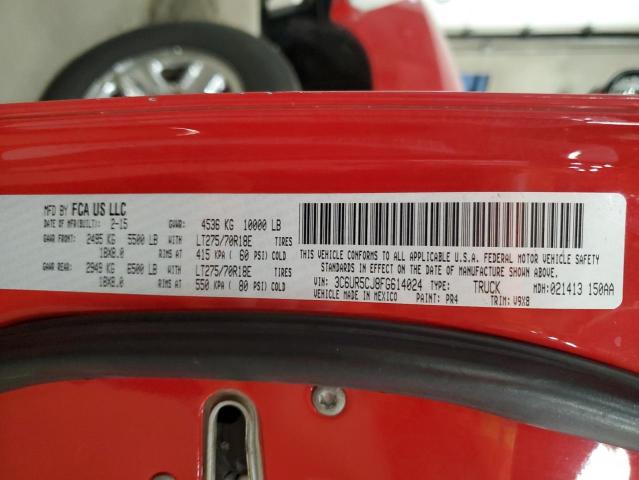 MFD BY FCA US LLC
DATE OF MFR(BUILT): 2-15 GVWR: 4536 KG 10000 LB
GAWR FRONT: 2495 KG 5500 LB WITH LT275/70R18E TIRES
18X8.0 RIMS AT 415 KPA ( 60 PSI) COLD
GAWR REAR: 2949 KG 6500 LB WITH LT275/70R18E TIRES
18X8.0 RIMS AT 550 KPA ( 80 PSI) COLD
THIS VEHICLE CONFORMS TO ALL APPLICABLE U.S.A. FEDERAL MOTOR VEHICLE SAFETY
STANDARDS IN EFFECT ON THE DATE OF MANUFACTURE SHOWN ABOVE.
VIN: 3C6UR5CJ8FG614024 TYPE: TRUCK MDH:021413 150AA
VEHICLE MADE IN MEXICO PAINT: PR4 TRIM: V9X8